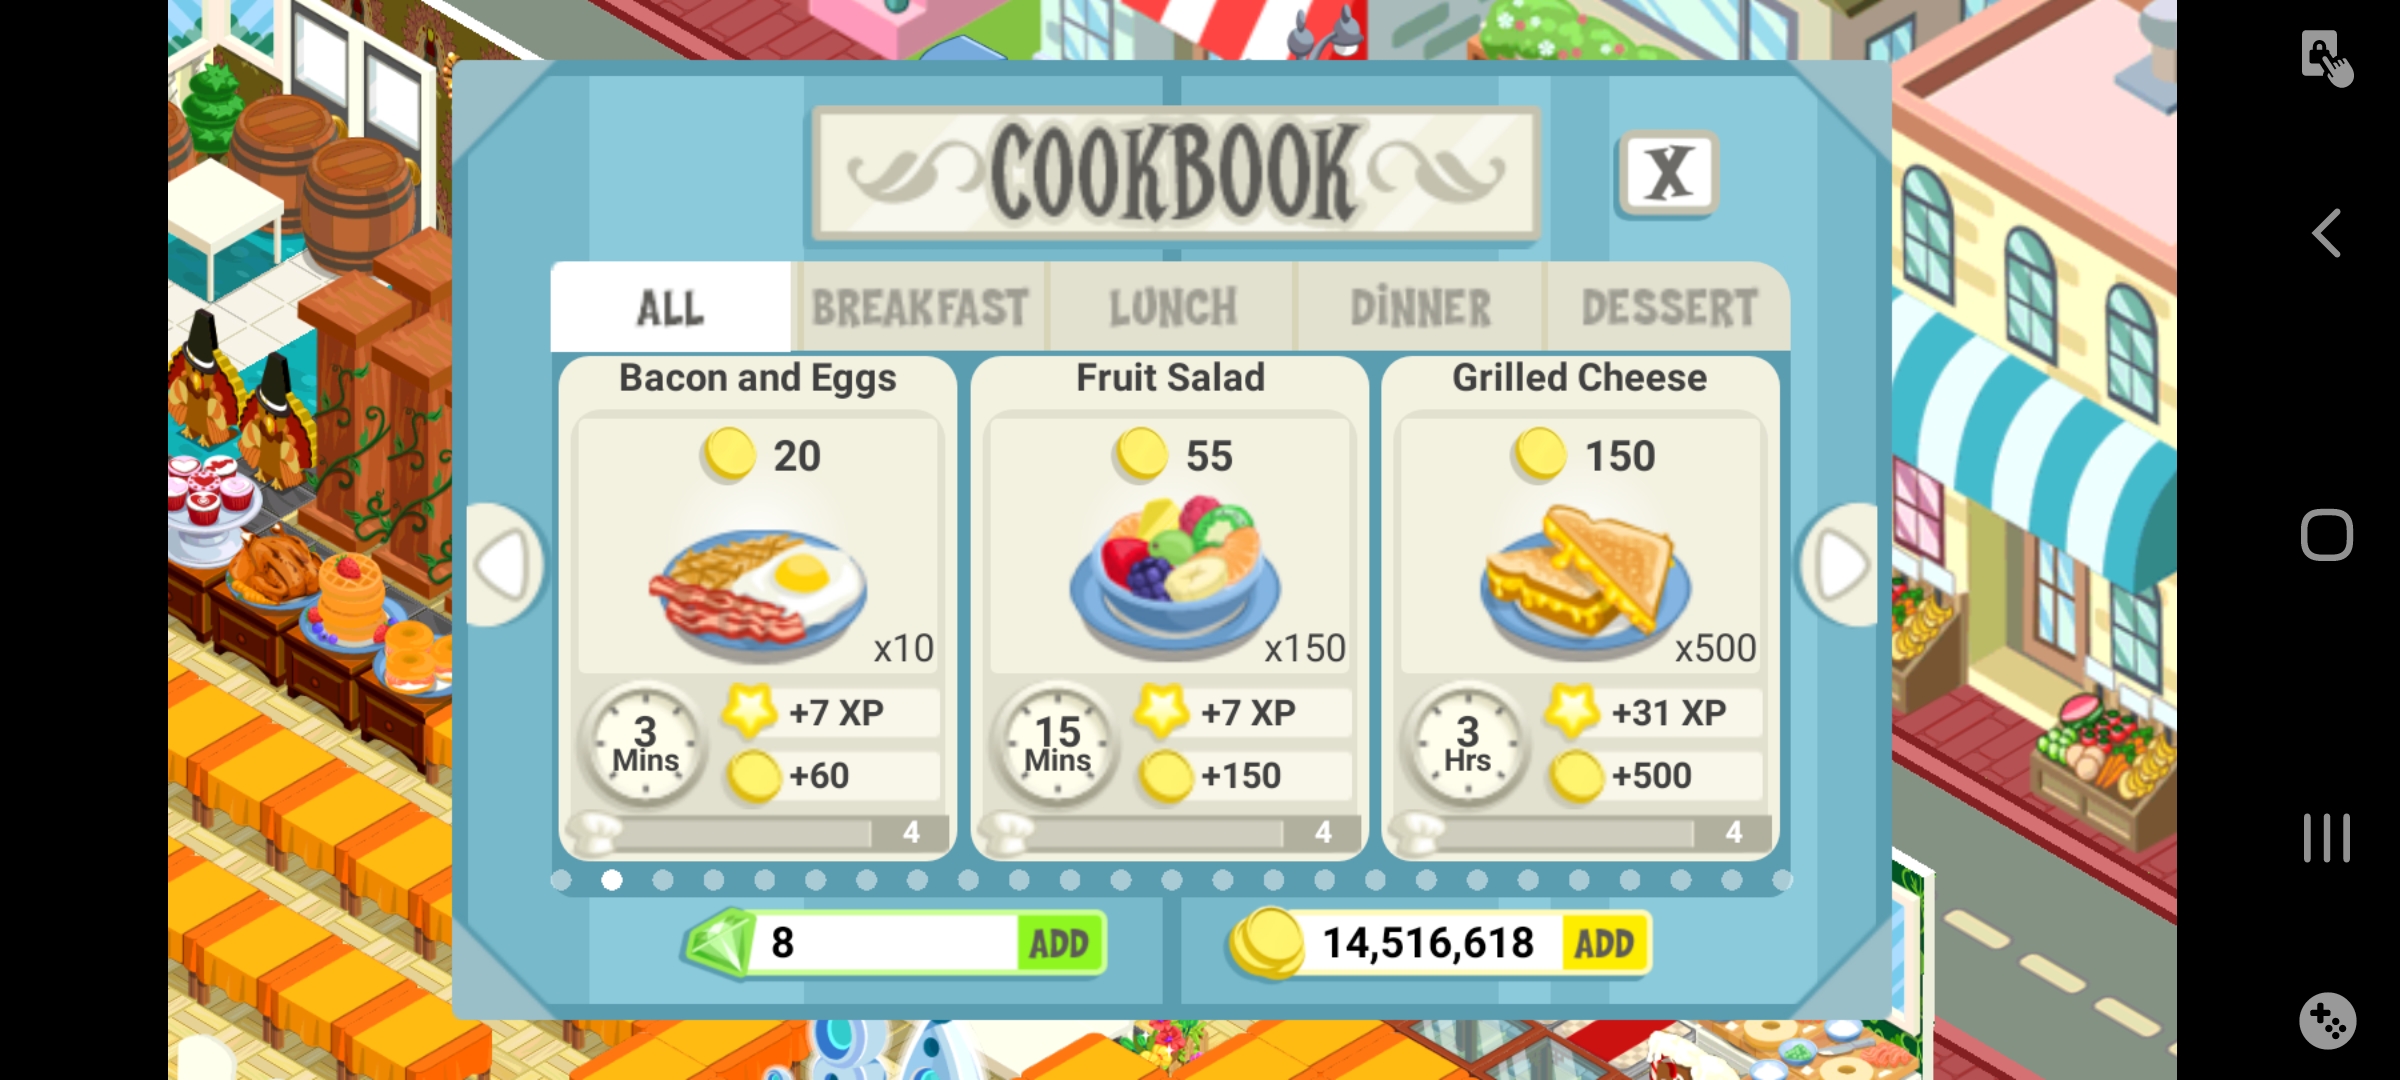 COOKBOOK
X
ALL
BREAKFAST
LUNCH
DINNER
DESSERT
Bacon and Eggs
20
x10
3
Mins
+7 XP
+60
4
Fruit Salad
55
x150
15
Mins
+7 XP
+150
4
Grilled Cheese
150
x500
3
Hrs
+31 XP
+500
4
8
ADD
14,516,618
ADD